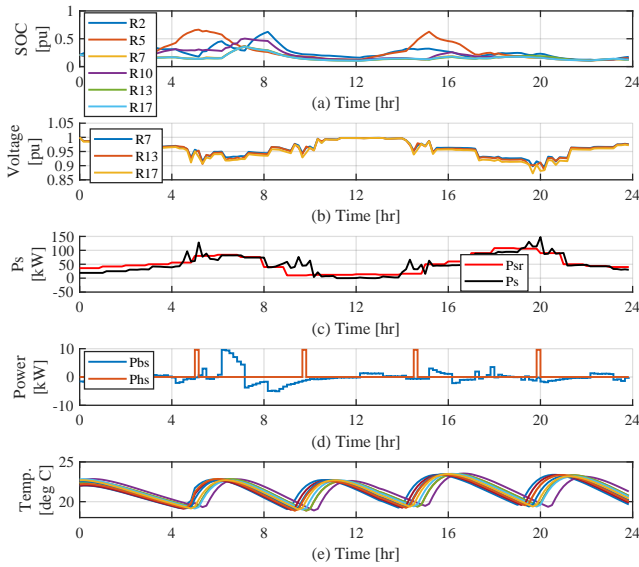 1
0.5
0
SOC
[pu]
R2
R5
R7
R10
R13
R17
0 4 8 12 16 20 24
(a) Time [hr]
1.05
0.95
0.85
Voltage
[pu]
R7
R13
R17
0 4 8 12 16 20 24
(b) Time [hr]
150
100
50
0
-50
Ps
[kW]
Psr
Ps
0 4 8 12 16 20 24
(c) Time [hr]
10
0
-10
Power
[kW]
Pbs
Phs
0 4 8 12 16 20 24
(d) Time [hr]
25
20
Temp.
[deg C]
0 4 8 12 16 20 24
(e) Time [hr]